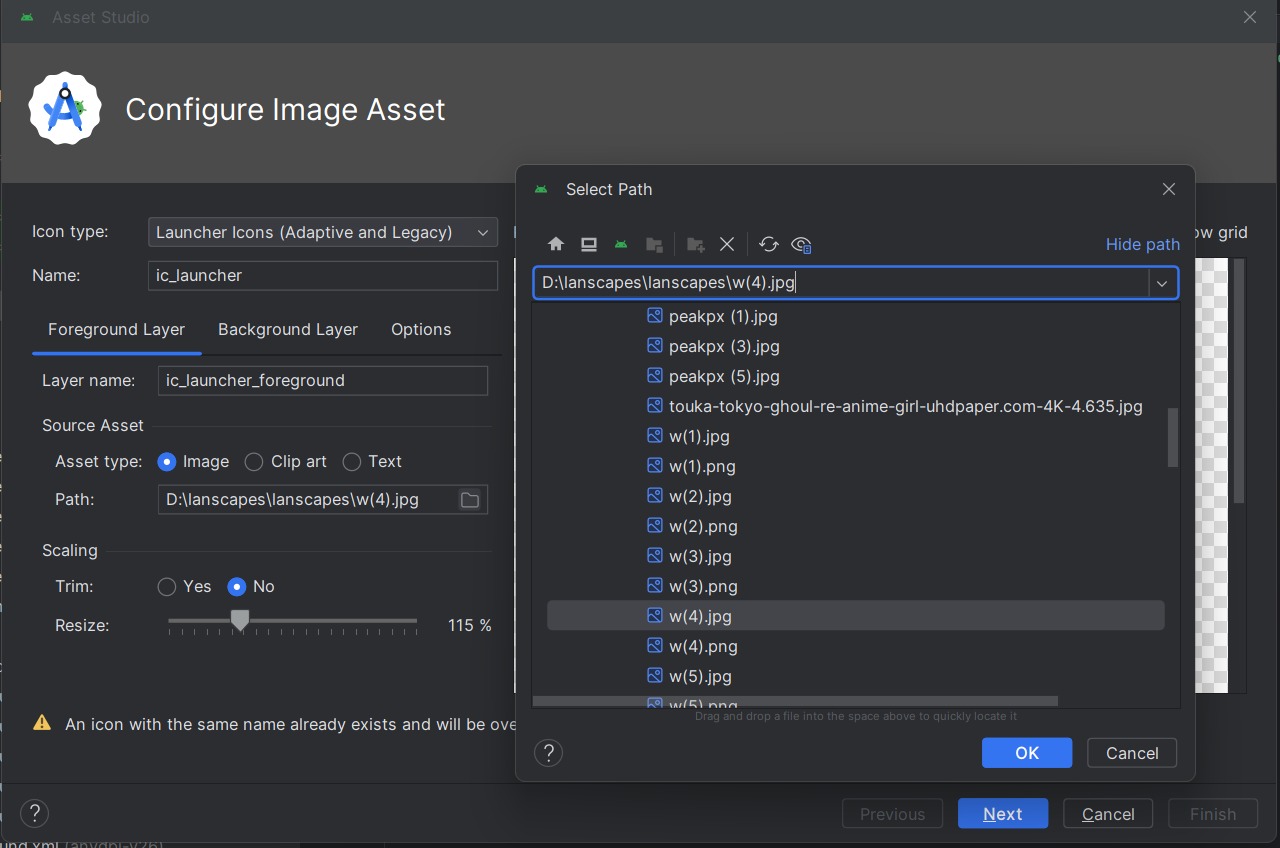 Asset Studio
Configure Image Asset
Icon type:
Launcher Icons (Adaptive and Legacy)
Name:
ic_launcher
Foreground Layer
Background Layer
Options
Layer name:
ic_launcher_foreground
Source Asset
Asset type:
Image
Clip art
Text
Path:
D:\lanscapes\lanscapes\w(4).jpg
Scaling
Trim:
Yes
No
Resize:
115 %
An icon with the same name already exists and will be ove
ow grid
Select Path
Hide path
D:\lanscapes\lanscapes\w(4).jpg
peakpx (1).jpg
peakpx (3).jpg
peakpx (5).jpg
touka-tokyo-ghoul-re-anime-girl-uhdpaper.com-4K-4.635.jpg
w(1).jpg
w(1).png
w(2).jpg
w(2).png
w(3).jpg
w(3).png
w(4).jpg
w(4).png
w(5).jpg
w(5).png
Drag and drop a file into the space above to quickly locate it
?
OK
Cancel
?
Previous
Next
Cancel
Finish
und.xml (anydpi-v26)